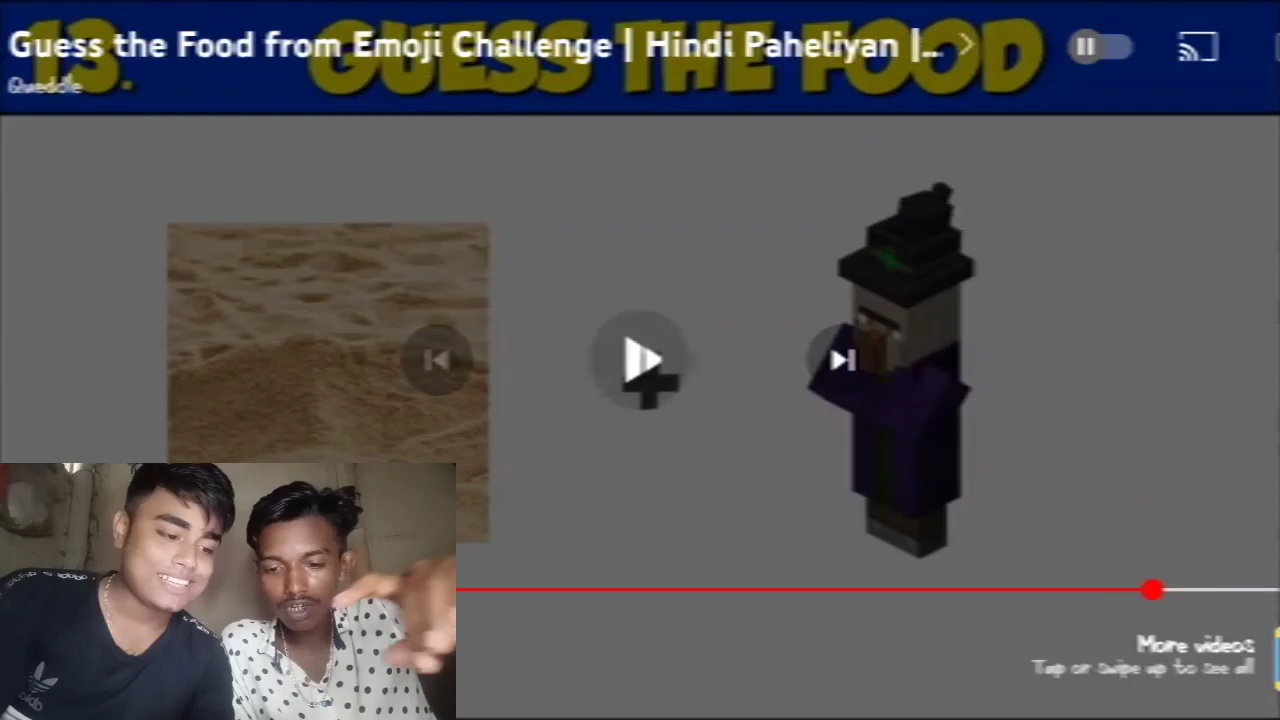 13. GUESS THE FOOD
Guess the Food from Emoji Challenge | Hindi Paheliyan |..
Queddle
More videos
Tap or swipe up to see all